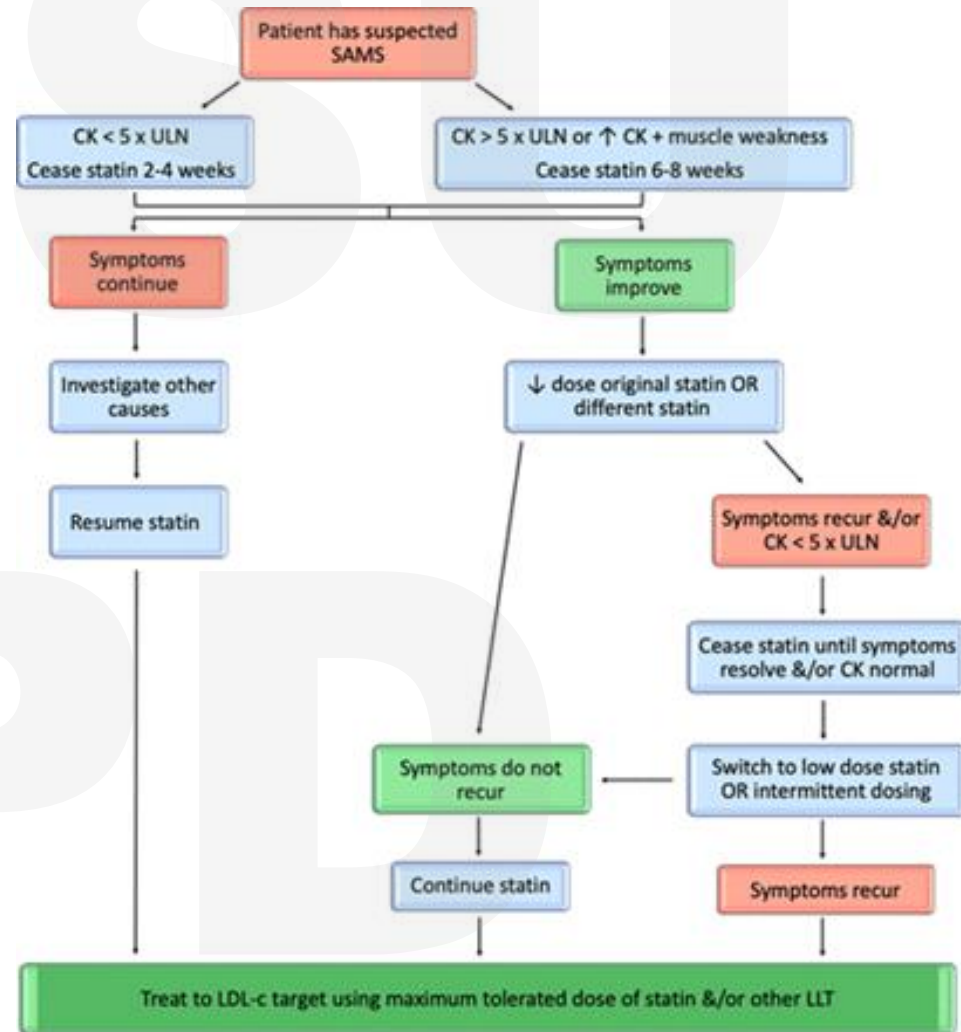 Patient has suspected
SAMS
CK < 5 x ULN
Cease statin 2-4 weeks
CK > 5 x ULN or ↑ CK + muscle weakness
Cease statin 6-8 weeks
Symptoms
continue
Symptoms
improve
Investigate other
causes
↓ dose original statin OR
different statin
Resume statin
Symptoms recur &/or
CK < 5 x ULN
Cease statin until symptoms
resolve &/or CK normal
Symptoms do not
recur
Switch to low dose statin
OR intermittent dosing
Continue statin
Symptoms recur
Treat to LDL-c target using maximum tolerated dose of statin &/or other LLT
SU
PD